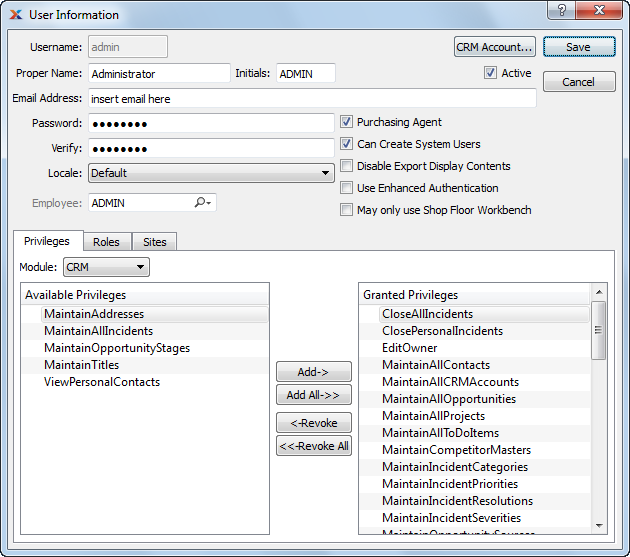 User Information
Username: admin
CRM Account... Save
Proper Name: Administrator Initials: ADMIN Active
Cancel
Email Address: insert email here
Password: ●●●●●●●● Purchasing Agent
Verify: ●●●●●●●● Can Create System Users
Locale: Default Disable Export Display Contents
Use Enhanced Authentication
Employee: ADMIN May only use Shop Floor Workbench
Privileges Roles Sites
Module: CRM
Available Privileges
MaintainAddresses
MaintainAllIncidents
MaintainOpportunityStages
MaintainTitles
ViewPersonalContacts
Add->
Add All->>
<-Revoke
<<-Revoke All
Granted Privileges
CloseAllIncidents
ClosePersonalIncidents
EditOwner
MaintainAllContacts
MaintainAllCRMAccounts
MaintainAllOpportunities
MaintainAllProjects
MaintainAllToDoItems
MaintainCompetitorMasters
MaintainIncidentCategories
MaintainIncidentPriorities
MaintainIncidentResolutions
MaintainIncidentSeverities
MaintainOpportunitySources